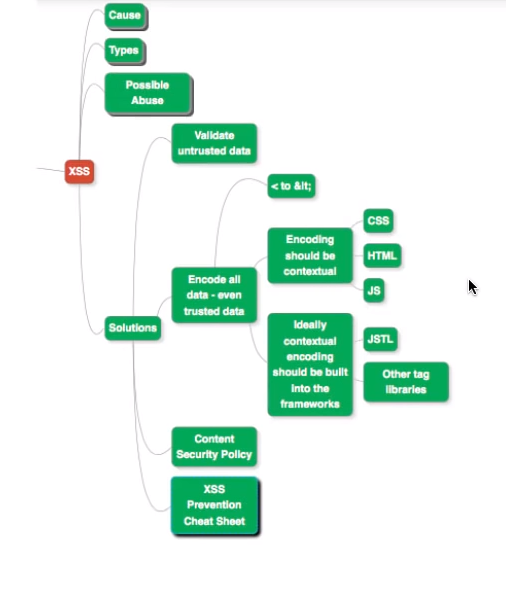 Cause
Types
Possible
Abuse
XSS
Validate
untrusted data
< to &lt;
Encoding
should be
contextual
CSS
HTML
JS
Encode all
data - even
trusted data
Solutions
Ideally
contextual
encoding
should be built
into the
frameworks
JSTL
Other tag
libraries
Content
Security Policy
XSS
Prevention
Cheat Sheet